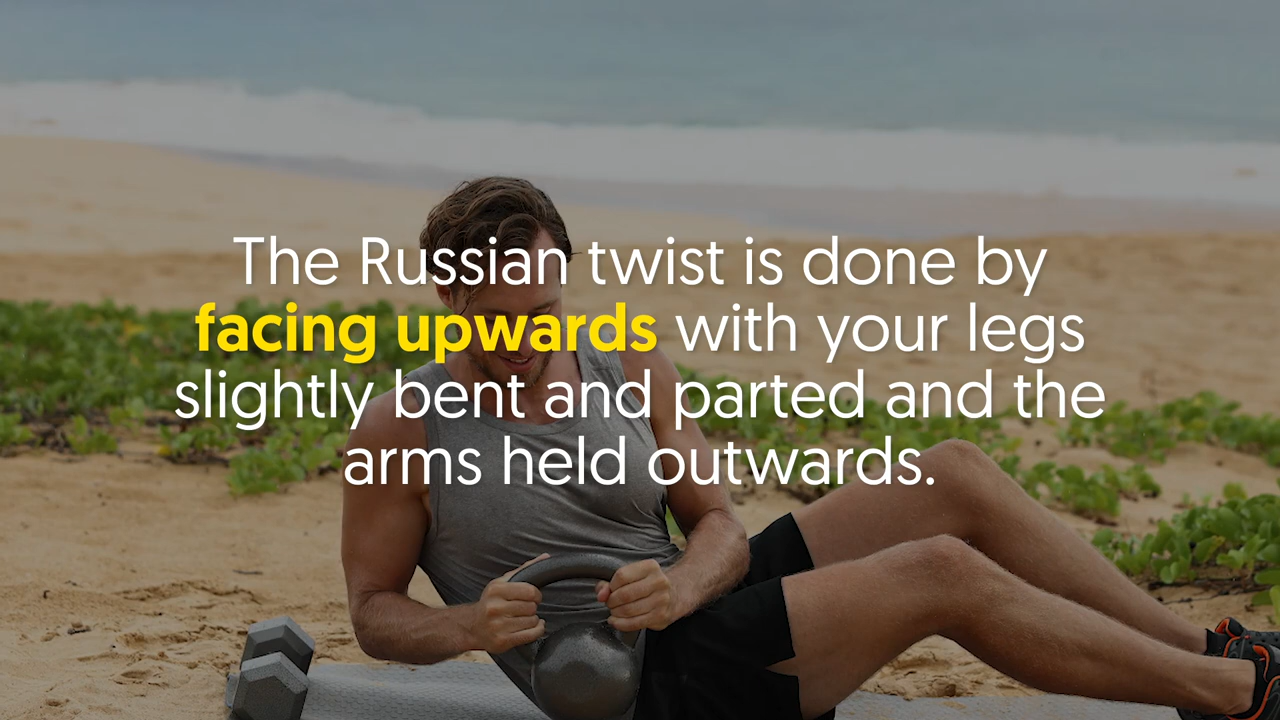 The Russian twist is done by
facing upwards with your legs
slightly bent and parted and the
arms held outwards.